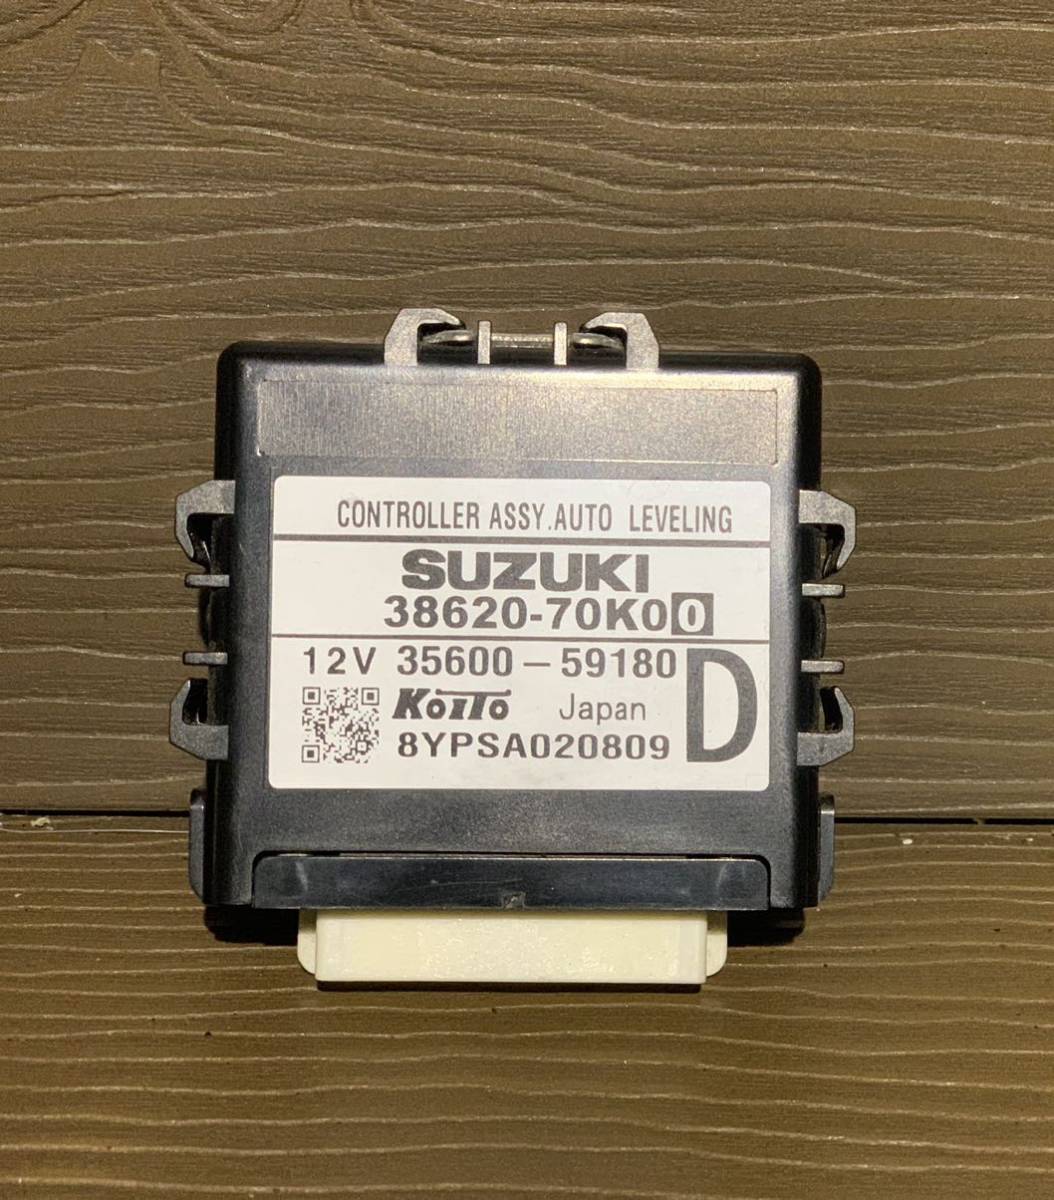 CONTROLLER ASSY.AUTO LEVELING
SUZUKI
38620-70K00
12V 35600-59180
D
KOITO Japan
8YPSA020809